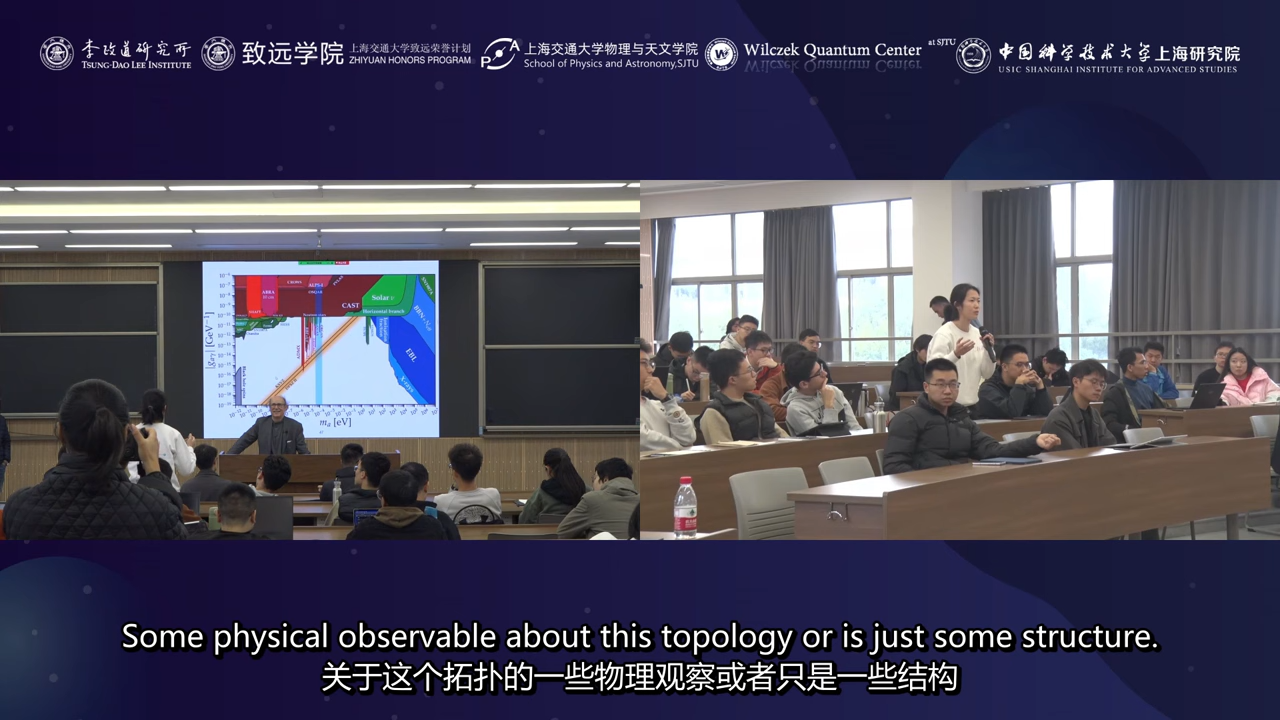 李政道研究所
TSUNG-DAO LEE INSTITUTE
致远学院
上海交通大学致远荣誉计划
ZHIYUAN HONORS PROGRAM
PA
上海交通大学物理与天文学院
School of Physics and Astronomy,SJTU
W
Wilczek Quantum Center
at SJTU
中国科学技术大学上海研究院
USTC SHANGHAI INSTITUTE FOR ADVANCED STUDIES
CAST
Solar ν
Horizontal branch
EBL
X-rays
mₐ [eV]
Some physical observable about this topology or is just some structure.
关于这个拓扑的一些物理观察或者只是一些结构